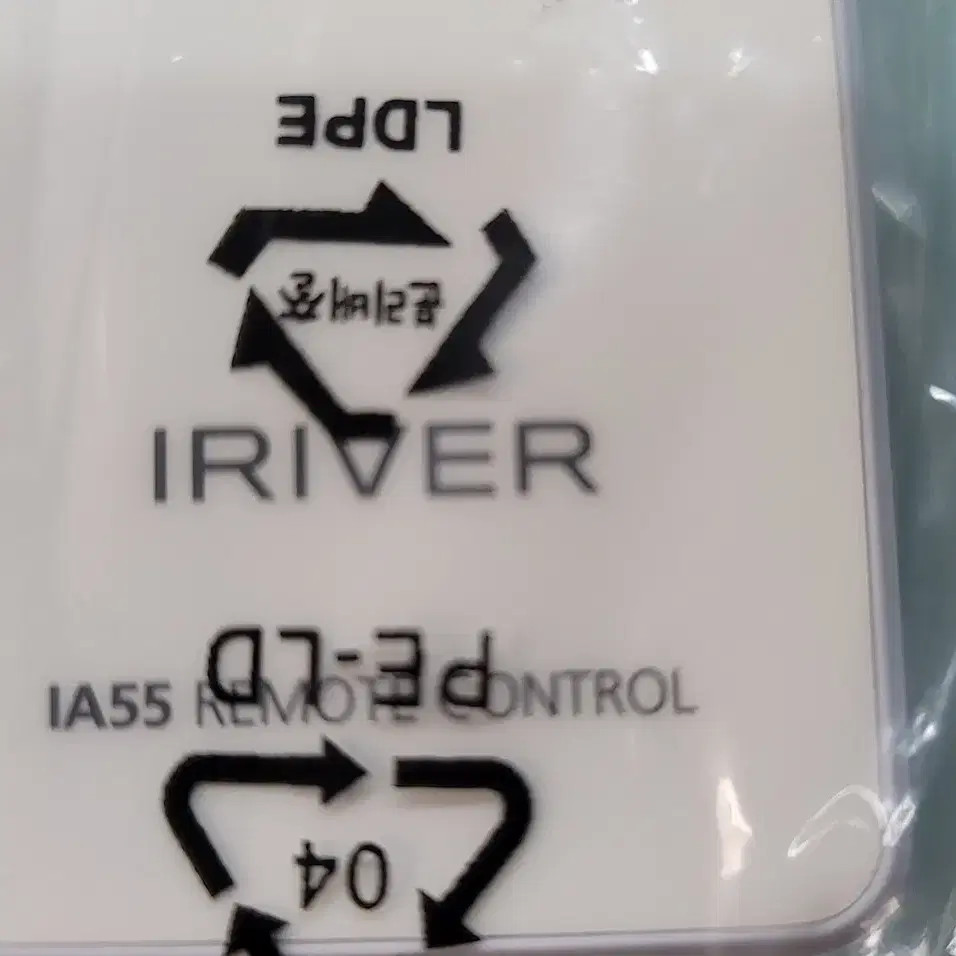 LDPE
분리배출
IRIVER
PE-LD
IA55 REMOTE CONTROL
04